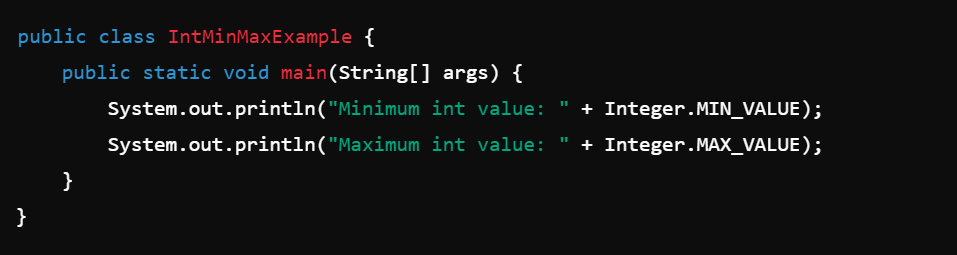 public class IntMinMaxExample {
    public static void main(String[] args) {
        System.out.println("Minimum int value: " + Integer.MIN_VALUE);
        System.out.println("Maximum int value: " + Integer.MAX_VALUE);
    }
}